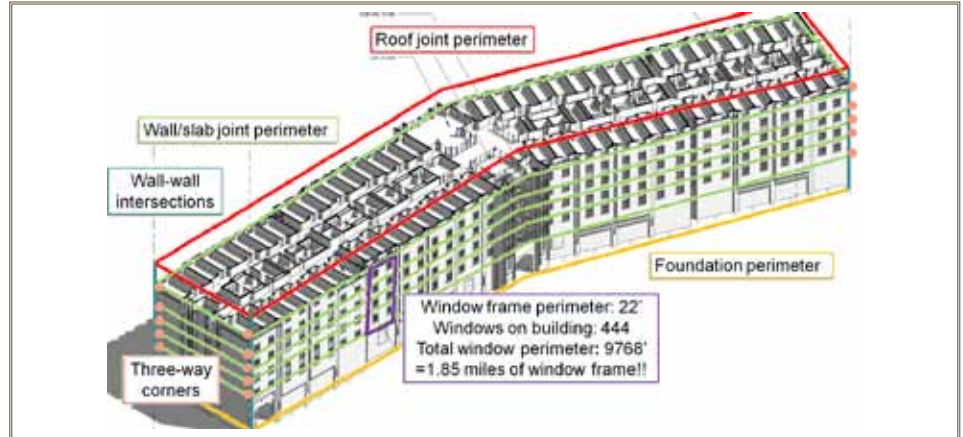 Roof joint perimeter
Wall/slab joint perimeter
Wall-wall
intersections
Foundation perimeter
Window frame perimeter: 22'
Windows on building: 444
Total window perimeter: 9768'
=1.85 miles of window frame!!
Three-way
corners